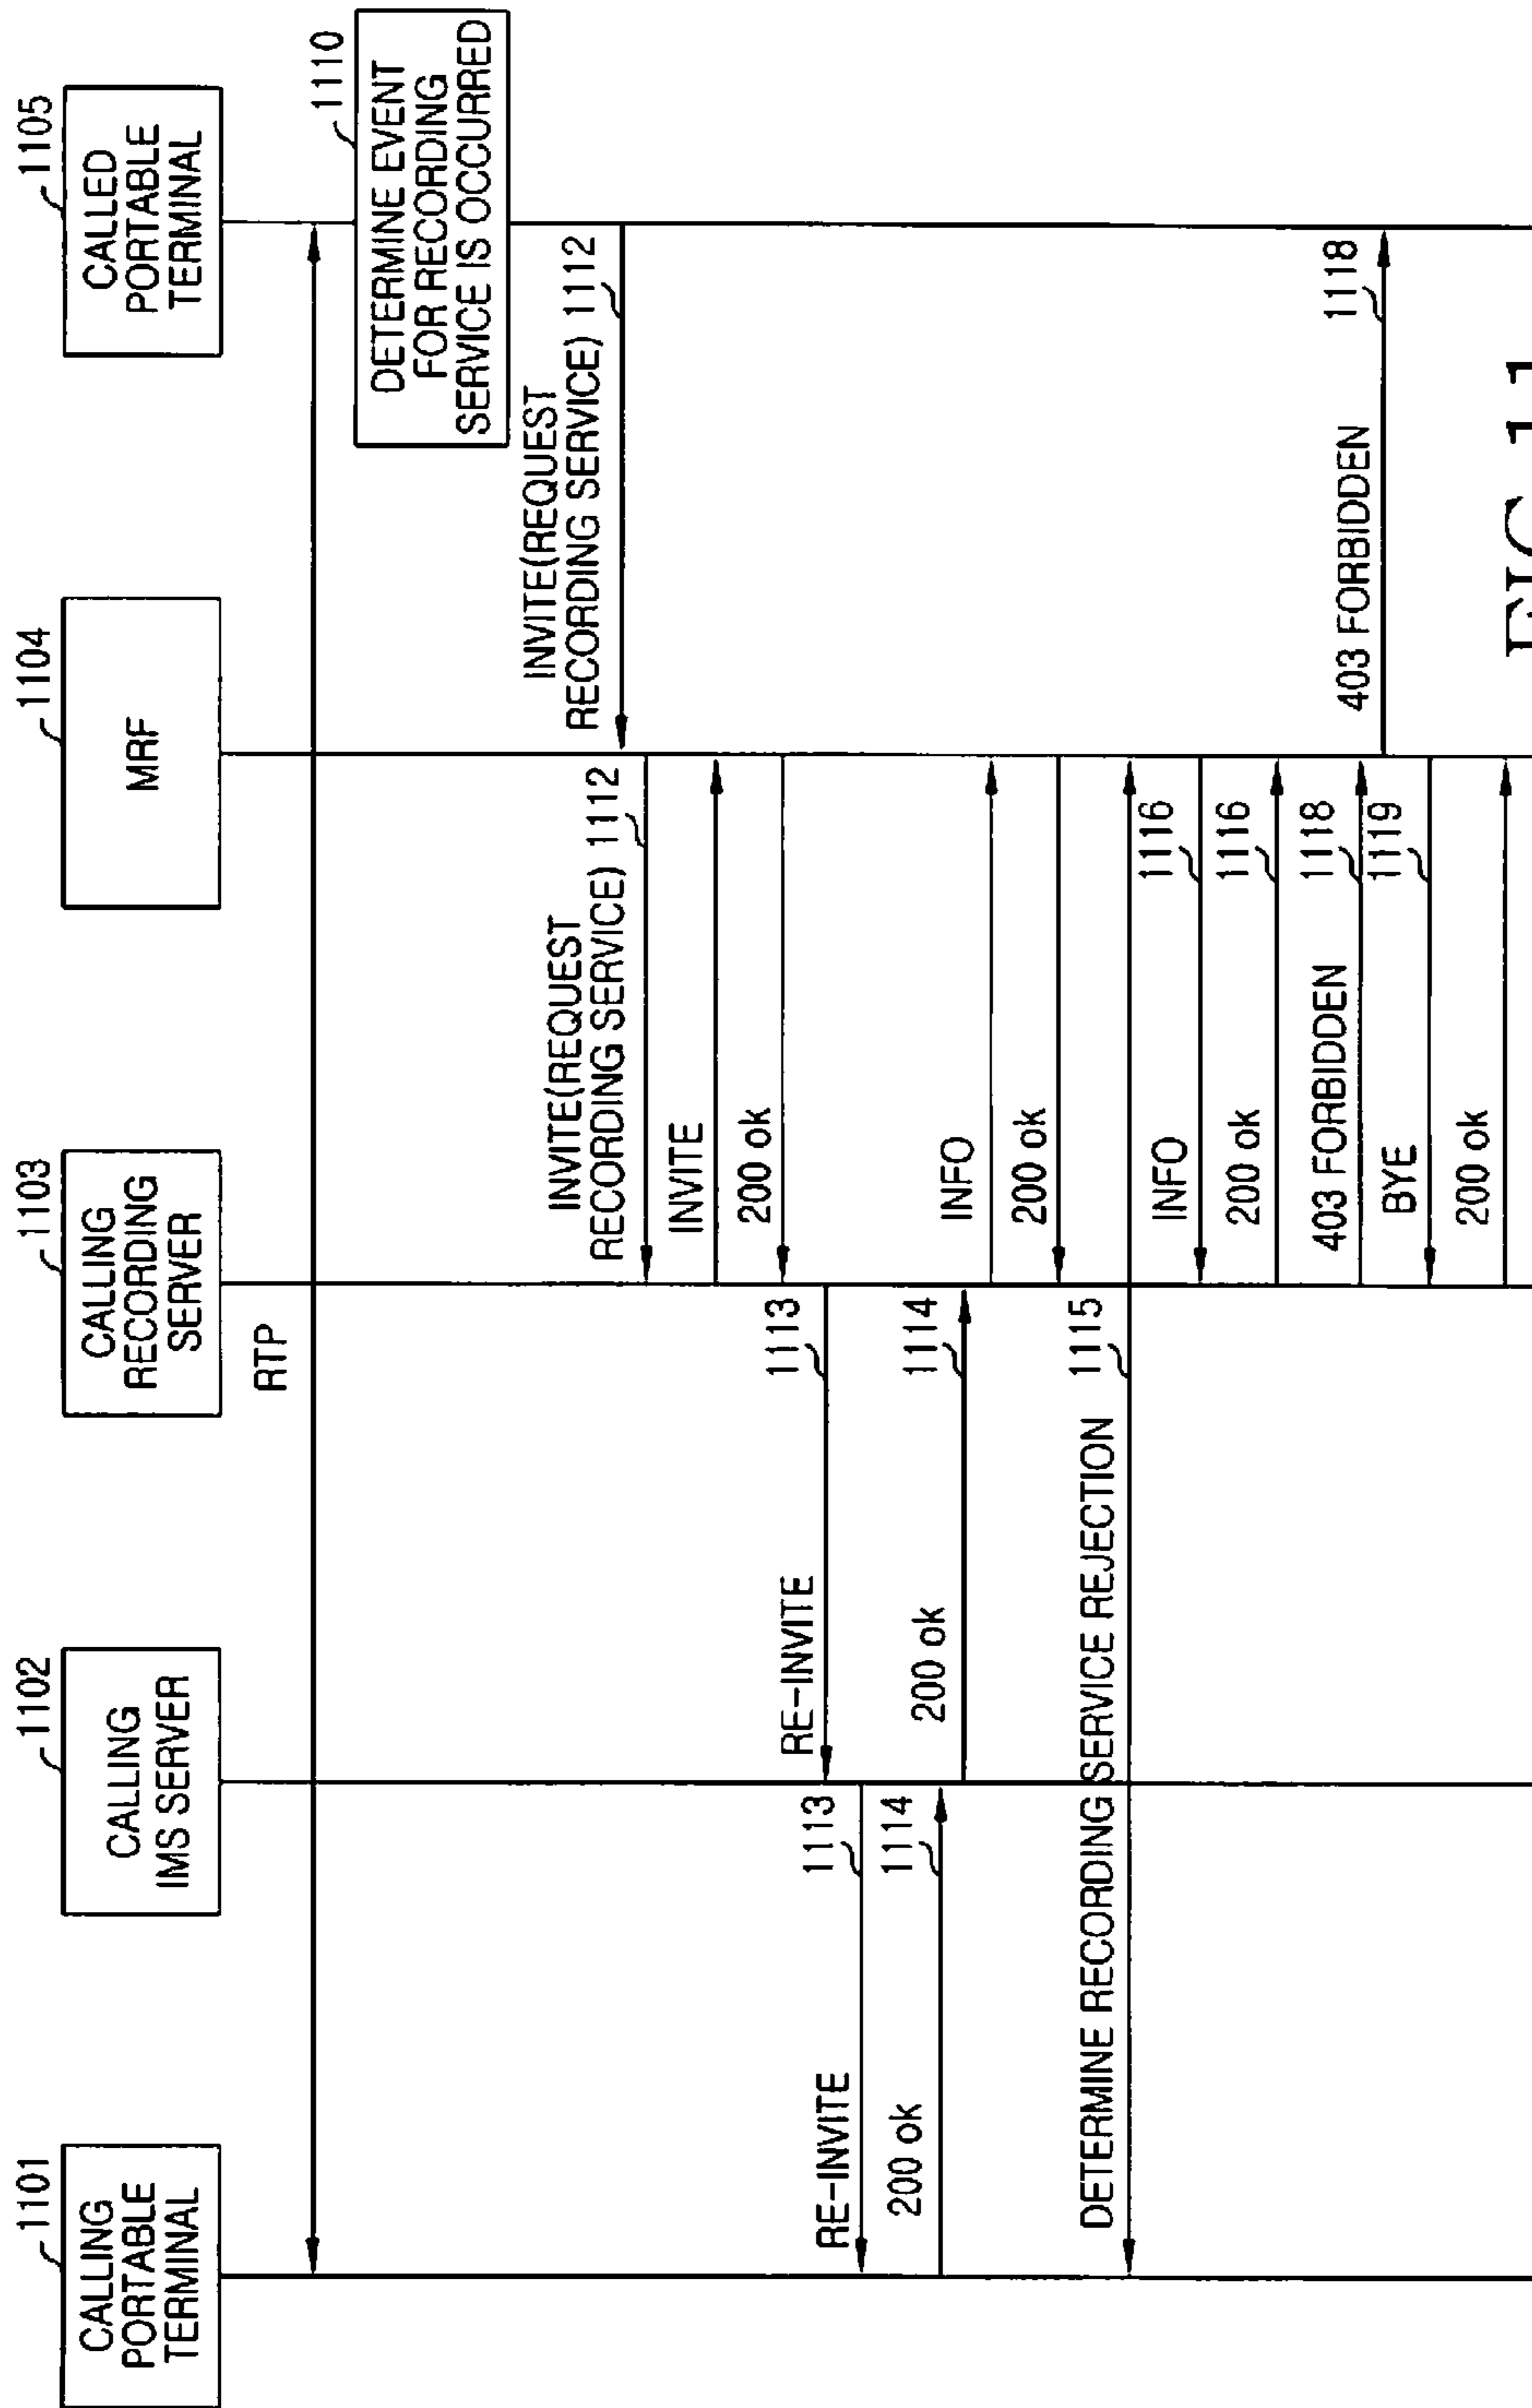 1101
CALLING
PORTABLE
TERMINAL
1102
CALLING
IMS SERVER
1103
CALLING
RECORDING
SERVER
1104
MRF
1105
CALLED
PORTABLE
TERMINAL
RTP
1110
DETERMINE EVENT
FOR RECORDING
SERVICE IS OCCURRED
INVITE(REQUEST
RECORDING SERVICE) 1112
INVITE(REQUEST
RECORDING SERVICE) 1112
INVITE
200 ok
RE-INVITE
1113
RE-INVITE
1113
200 ok
1114
200 ok
1114
INFO
200 ok
DETERMINE RECORDING SERVICE REJECTION 1115
INFO
1116
200 ok
1116
403 FORBIDDEN
1118
403 FORBIDDEN
1118
BYE
1119
200 ok
FIG. 11